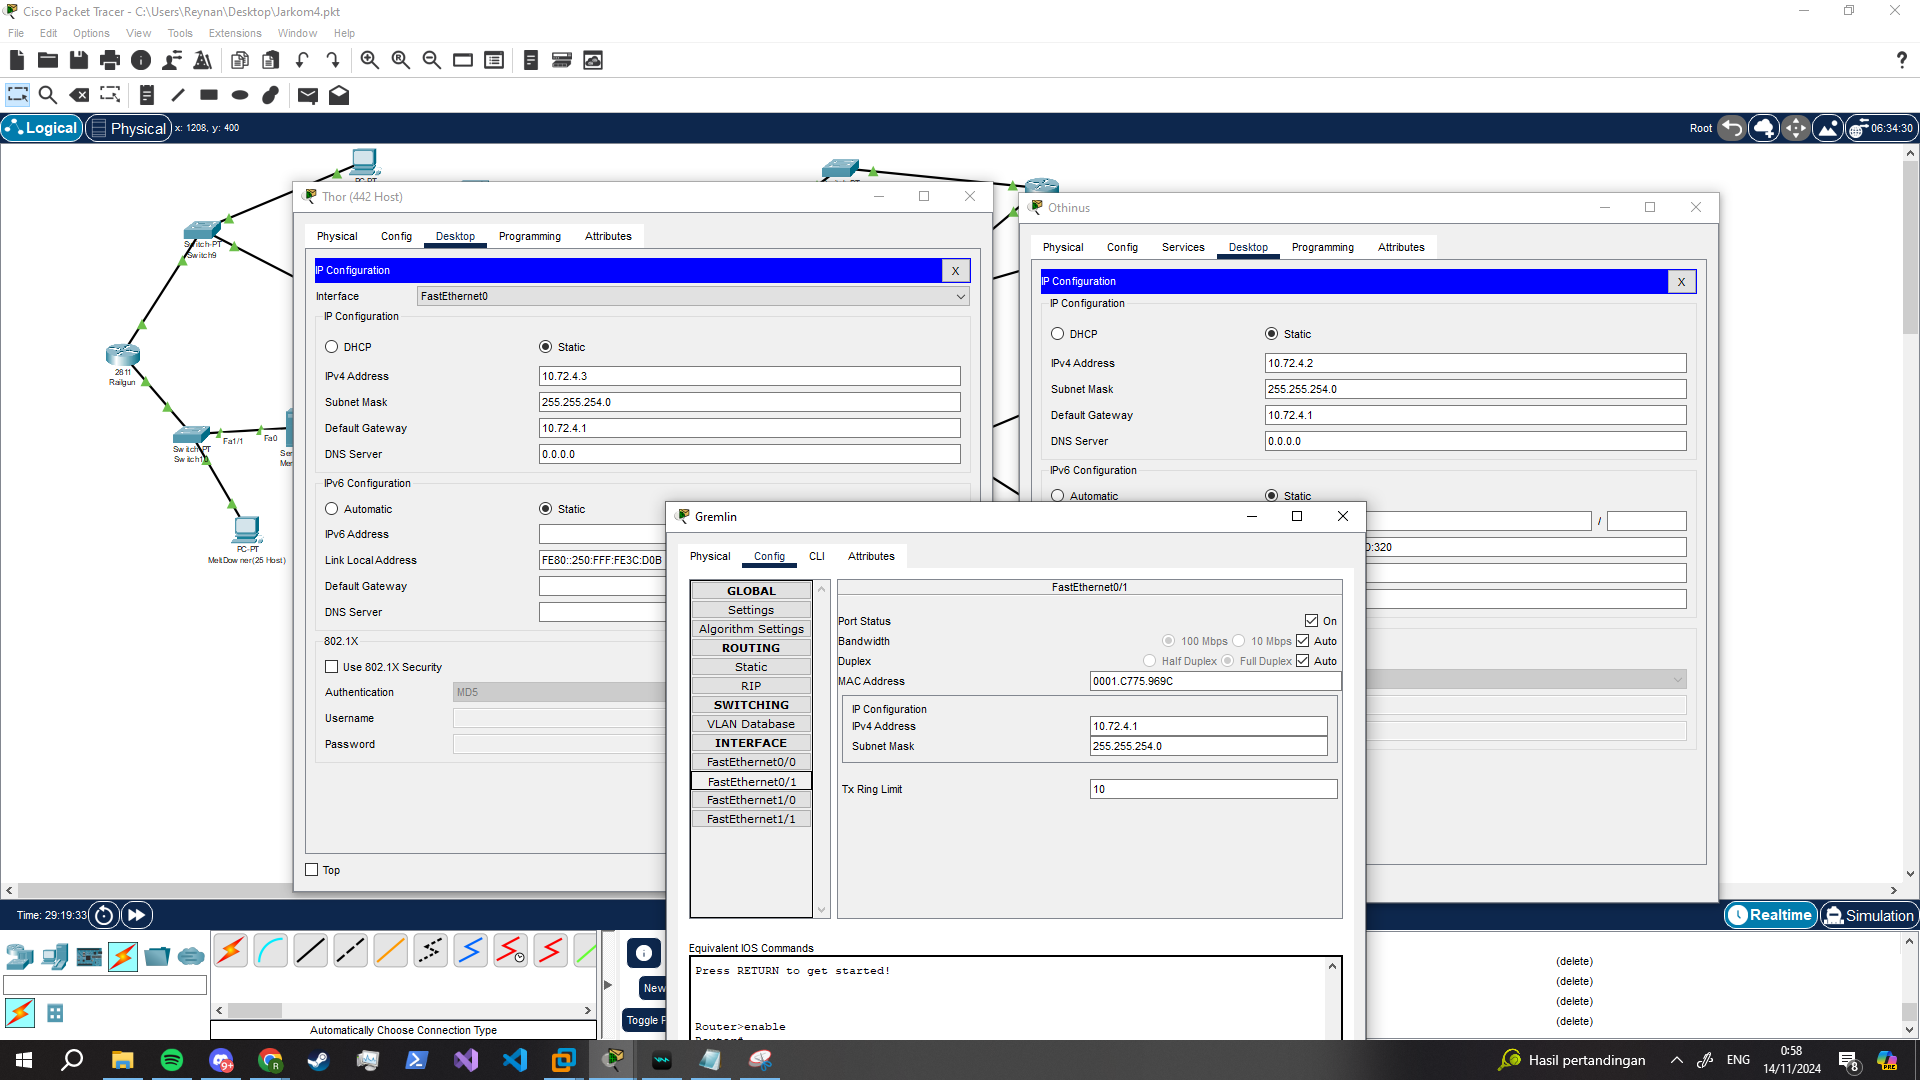 Cisco Packet Tracer - C:\Users\Reynan\Desktop\Jarkom4.pkt
File Edit Options View Tools Extensions Window Help
Logical Physical x: 1208, y: 400
Root 06:34:30
PC-PT
Switch-PT
Switch9
2811
Railgun
Switch-PT
Fa1/1
Fa0
PC-PT
MeltDowner(25 Host)
Thor (442 Host)
Physical Config Desktop Programming Attributes
IP Configuration X
Interface FastEthernet0
IP Configuration
DHCP Static
IPv4 Address 10.72.4.3
Subnet Mask 255.255.254.0
Default Gateway 10.72.4.1
DNS Server 0.0.0.0
IPv6 Configuration
Automatic Static
IPv6 Address
Link Local Address FE80::250:FFF:FE3C:D0B
Default Gateway
DNS Server
802.1X
Use 802.1X Security
Authentication MD5
Username
Password
Top
Othinus
Physical Config Services Desktop Programming Attributes
IP Configuration X
IP Configuration
DHCP Static
IPv4 Address 10.72.4.2
Subnet Mask 255.255.254.0
Default Gateway 10.72.4.1
DNS Server 0.0.0.0
IPv6 Configuration
Automatic Static
/
:320
Gremlin
Physical Config CLI Attributes
GLOBAL
Settings
Algorithm Settings
ROUTING
Static
RIP
SWITCHING
VLAN Database
INTERFACE
FastEthernet0/0
FastEthernet0/1
FastEthernet1/0
FastEthernet1/1
FastEthernet0/1
Port Status On
Bandwidth 100 Mbps 10 Mbps Auto
Duplex Half Duplex Full Duplex Auto
MAC Address 0001.C775.969C
IP Configuration
IPv4 Address 10.72.4.1
Subnet Mask 255.255.254.0
Tx Ring Limit 10
Equivalent IOS Commands
Press RETURN to get started!
Router>enable
Time: 29:19:33
Realtime Simulation
New
Toggle
Automatically Choose Connection Type
(delete)
(delete)
(delete)
(delete)
9+
Hasil pertandingan
ENG
0:58
14/11/2024
8
PRE